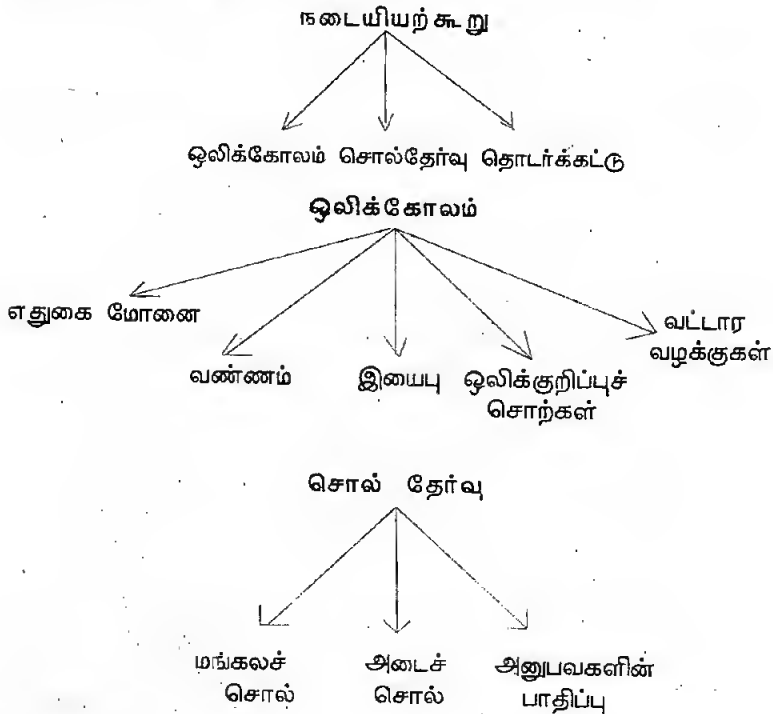 நடையியற்கூறு
ஒலிக்கோலம் சொல்தேர்வு தொடர்க்கட்டு
ஒலிக்கோலம்
எதுகை மோனை
வண்ணம்
இயைபு
ஒலிக்குறிப்புச்
சொற்கள்
வட்டார
வழக்குகள்
சொல் தேர்வு
மங்கலச்
சொல்
அடைச்
சொல்
அனுபவகளின்
பாதிப்பு